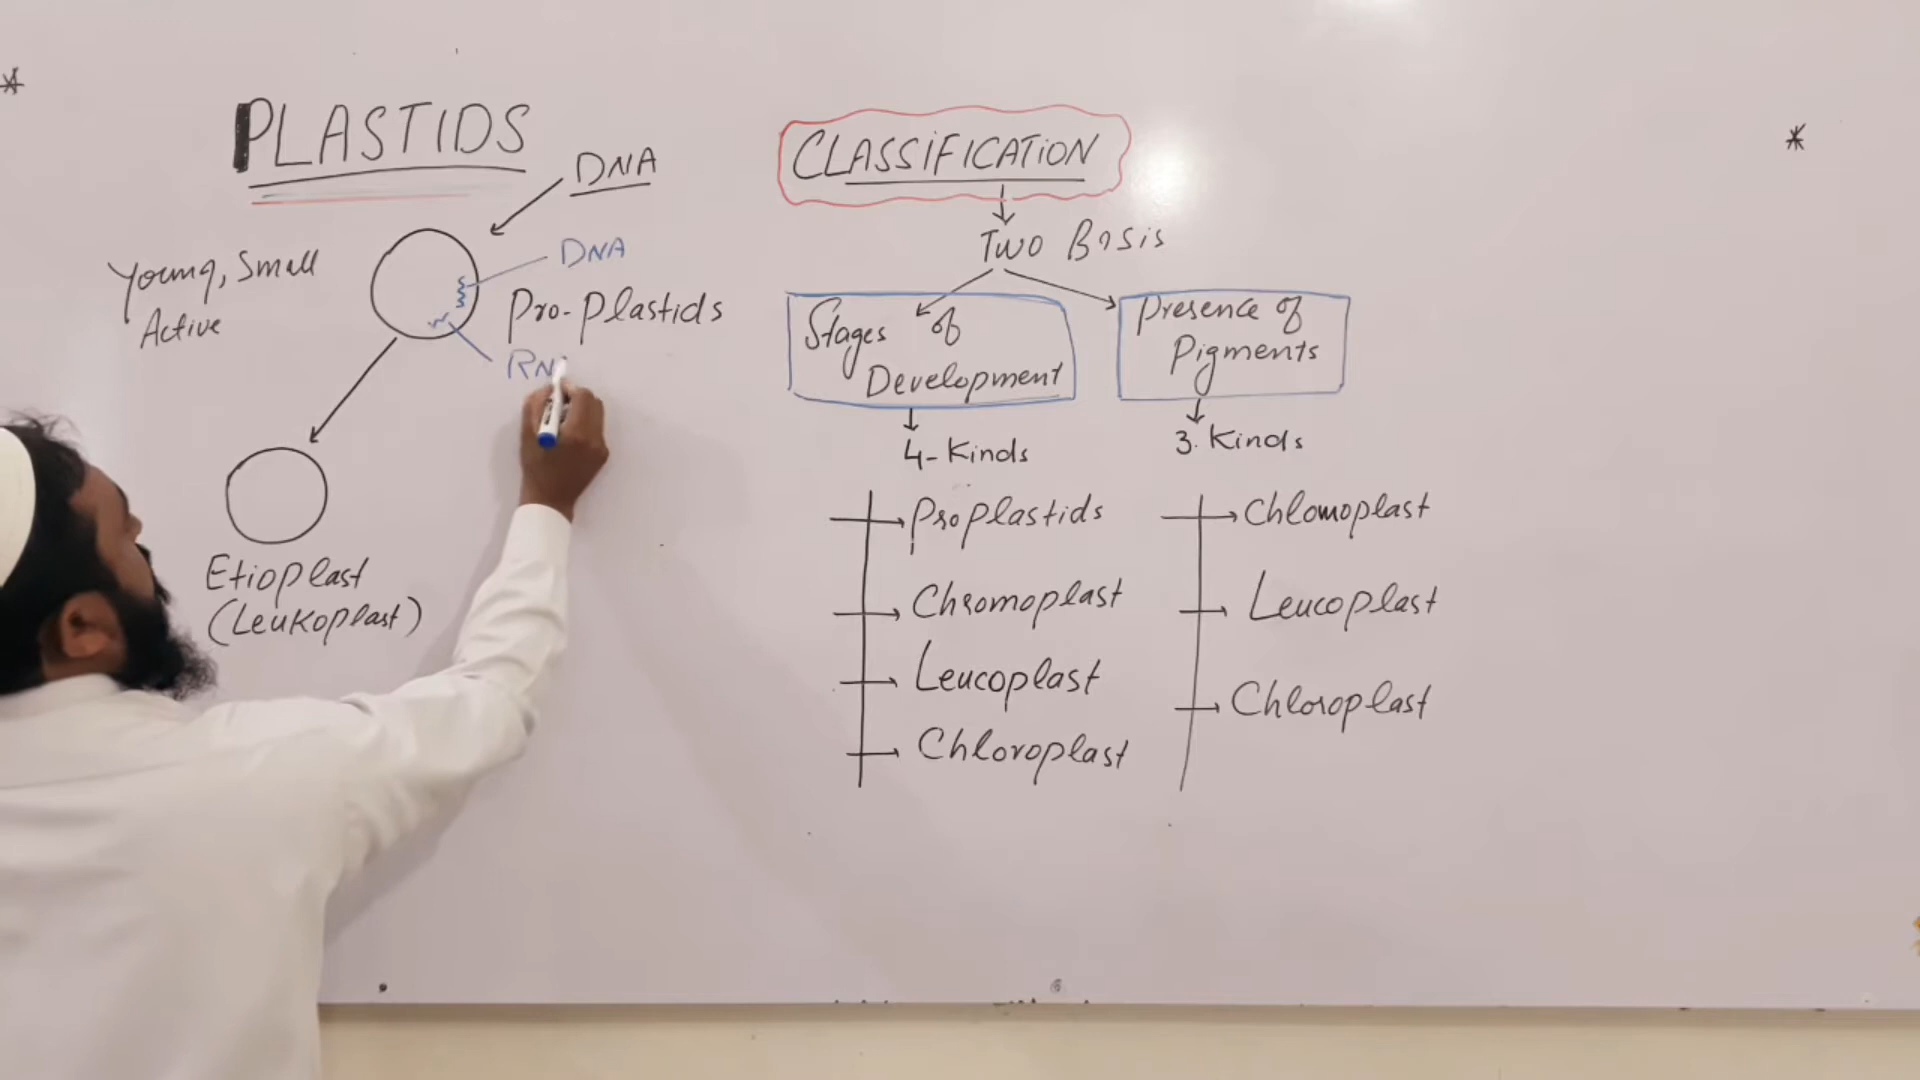 PLASTIDS
DNA
DNA
Young, Small
Active
Pro-Plastids
RN
Etioplast
(Leukoplast)
CLASSIFICATION
Two Basis
Stages of
Development
4-Kinds
Proplastids
Chromoplast
Leucoplast
Chloroplast
Presence of
Pigments
3. Kinds
Chromoplast
Leucoplast
Chloroplast